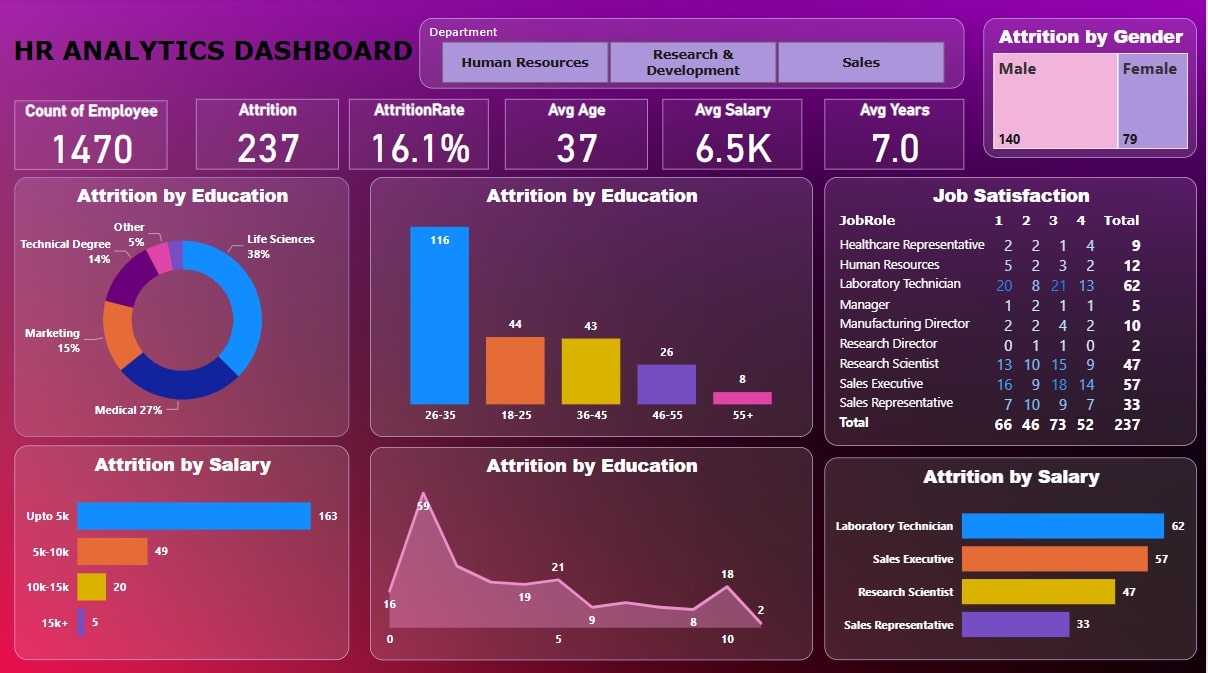 HR ANALYTICS DASHBOARD
Department
Human Resources
Research &
Development
Sales
Attrition by Gender
Male
Female
140
79
Count of Employee
1470
Attrition
237
AttritionRate
16.1%
Avg Age
37
Avg Salary
6.5K
Avg Years
7.0
Attrition by Education
Other
5%
Technical Degree
14%
Life Sciences
38%
Marketing
15%
Medical 27%
Attrition by Education
116
44
43
26
8
26-35 18-25 36-45 46-55 55+
Job Satisfaction
JobRole 1 2 3 4 Total
Healthcare Representative 2 2 1 4 9
Human Resources 5 2 3 2 12
Laboratory Technician 20 8 21 13 62
Manager 1 2 1 1 5
Manufacturing Director 2 2 4 2 10
Research Director 0 1 1 0 2
Research Scientist 13 10 15 9 47
Sales Executive 16 9 18 14 57
Sales Representative 7 10 9 7 33
Total 66 46 73 52 237
Attrition by Salary
Upto 5k 163
5k-10k 49
10k-15k 20
15k+ 5
Attrition by Education
59
16
19
21
9
8
18
2
0 5 10
Attrition by Salary
Laboratory Technician 62
Sales Executive 57
Research Scientist 47
Sales Representative 33